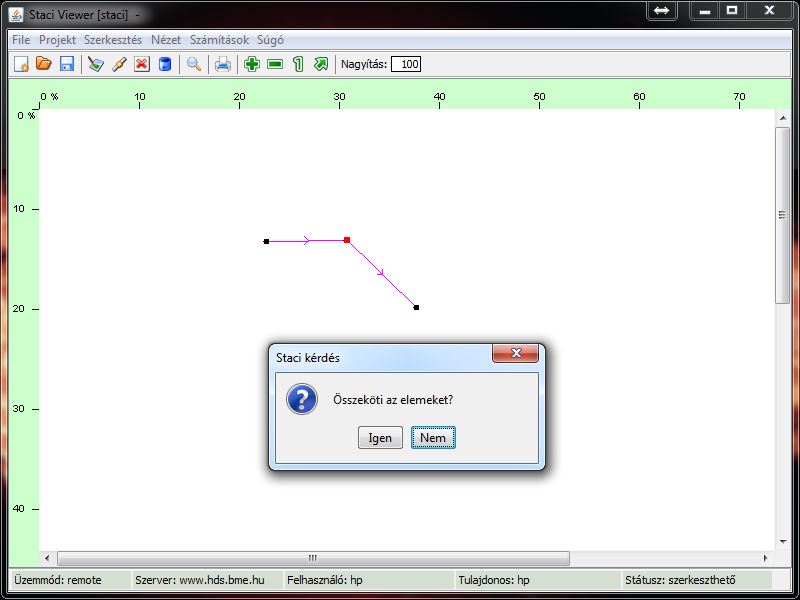 Staci Viewer [staci] -
File Projekt Szerkesztés Nézet Számítások Súgó
Nagyítás: 100
0 % 10 20 30 40 50 60 70
0 %
10
20
30
40
Staci kérdés
Összeköti az elemeket?
Igen Nem
Üzemmód: remote Szerver: www.hds.bme.hu Felhasználó: hp Tulajdonos: hp Státusz: szerkeszthető